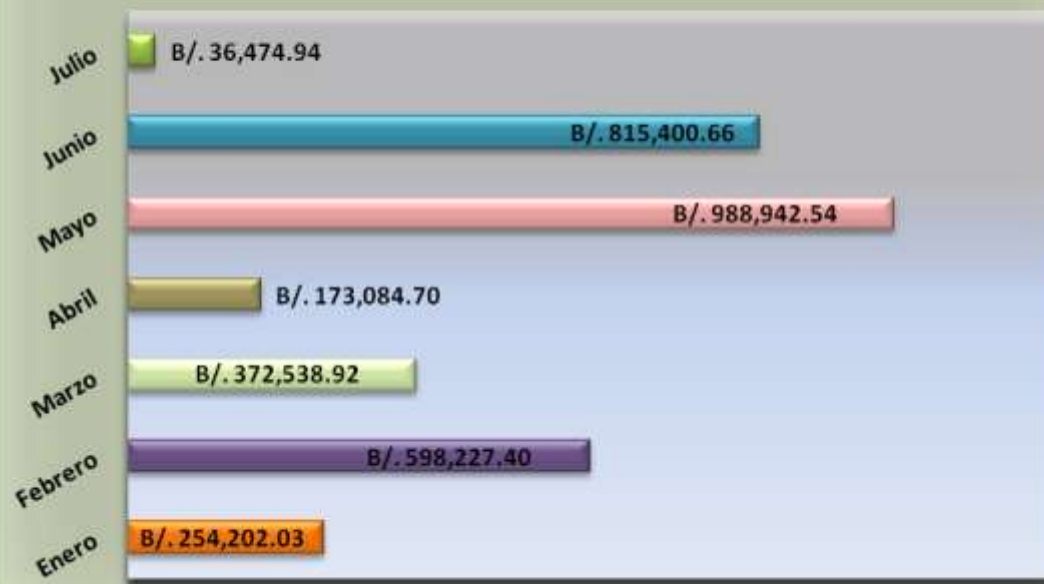 Julio B/. 36,474.94
Junio B/. 815,400.66
Mayo B/. 988,942.54
Abril B/. 173,084.70
Marzo B/. 372,538.92
Febrero B/. 598,227.40
Enero B/. 254,202.03